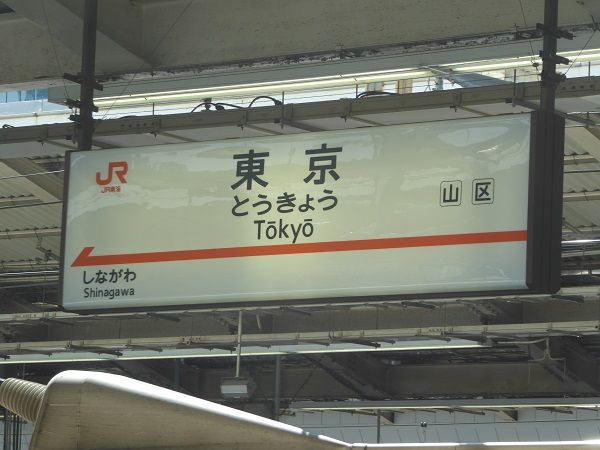 JR
JR東海
東京
とうきょう
Tōkyō
山 区
しながわ
Shinagawa